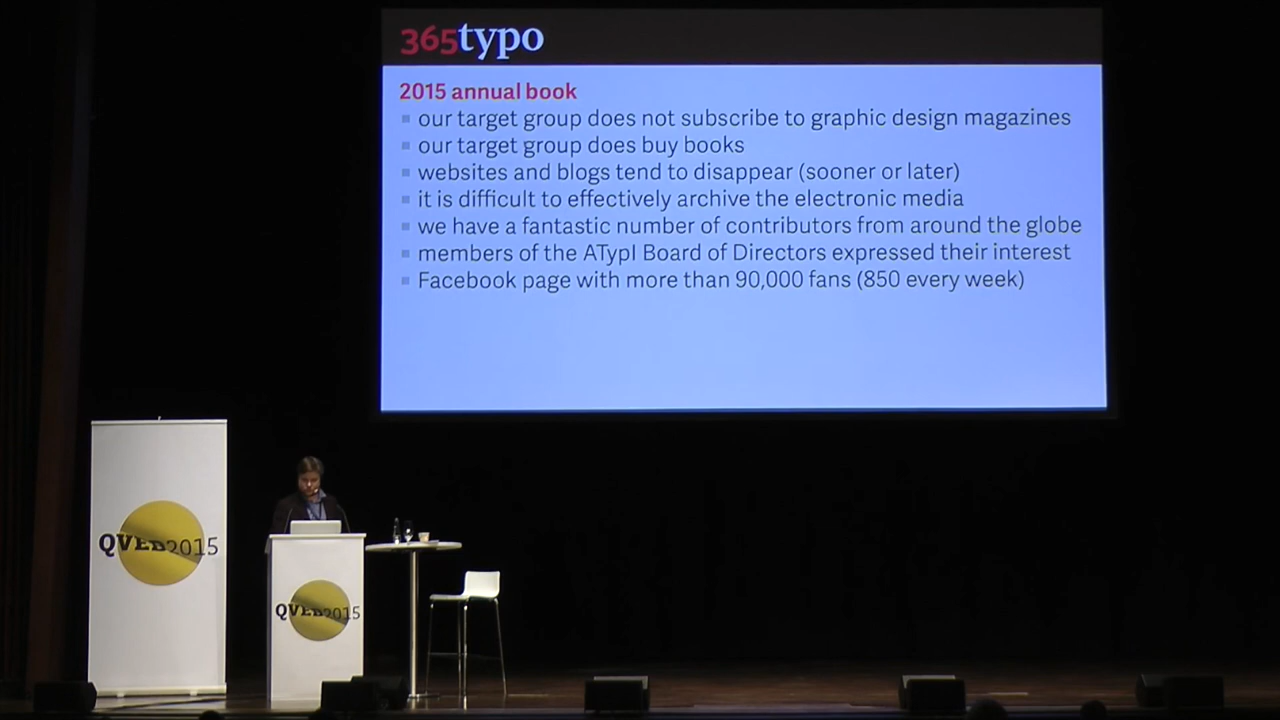 365typo
2015 annual book
our target group does not subscribe to graphic design magazines
our target group does buy books
websites and blogs tend to disappear (sooner or later)
it is difficult to effectively archive the electronic media
we have a fantastic number of contributors from around the globe
members of the ATypI Board of Directors expressed their interest
Facebook page with more than 90,000 fans (850 every week)
QVED2015
QVED2015